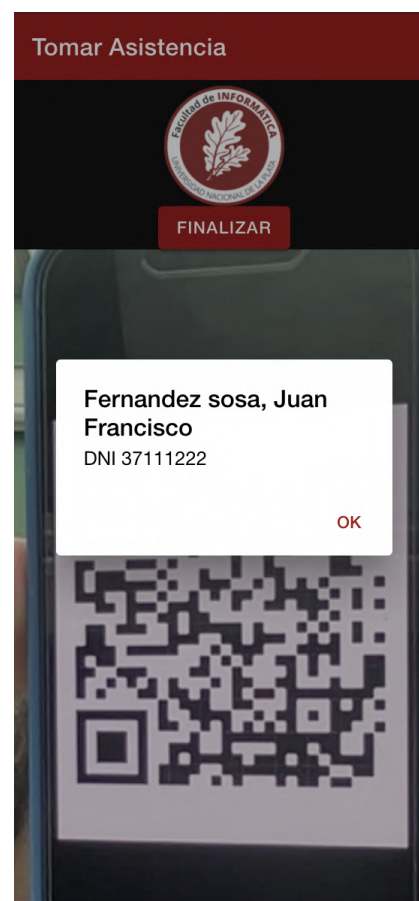 Tomar Asistencia
Facultad de INFORMÁTICA
UNIVERSIDAD NACIONAL DE LA PLATA
FINALIZAR
Fernandez sosa, Juan
Francisco
DNI 37111222
OK